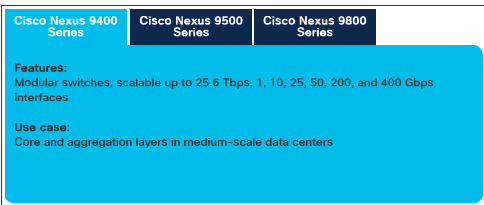 Cisco Nexus 9400
Series
Cisco Nexus 9500
Series
Cisco Nexus 9800
Series
Features:
Modular switches, scalable up to 25.6 Tbps, 1, 10, 25, 50, 200, and 400 Gbps
interfaces
Use case:
Core and aggregation layers in medium-scale data centers